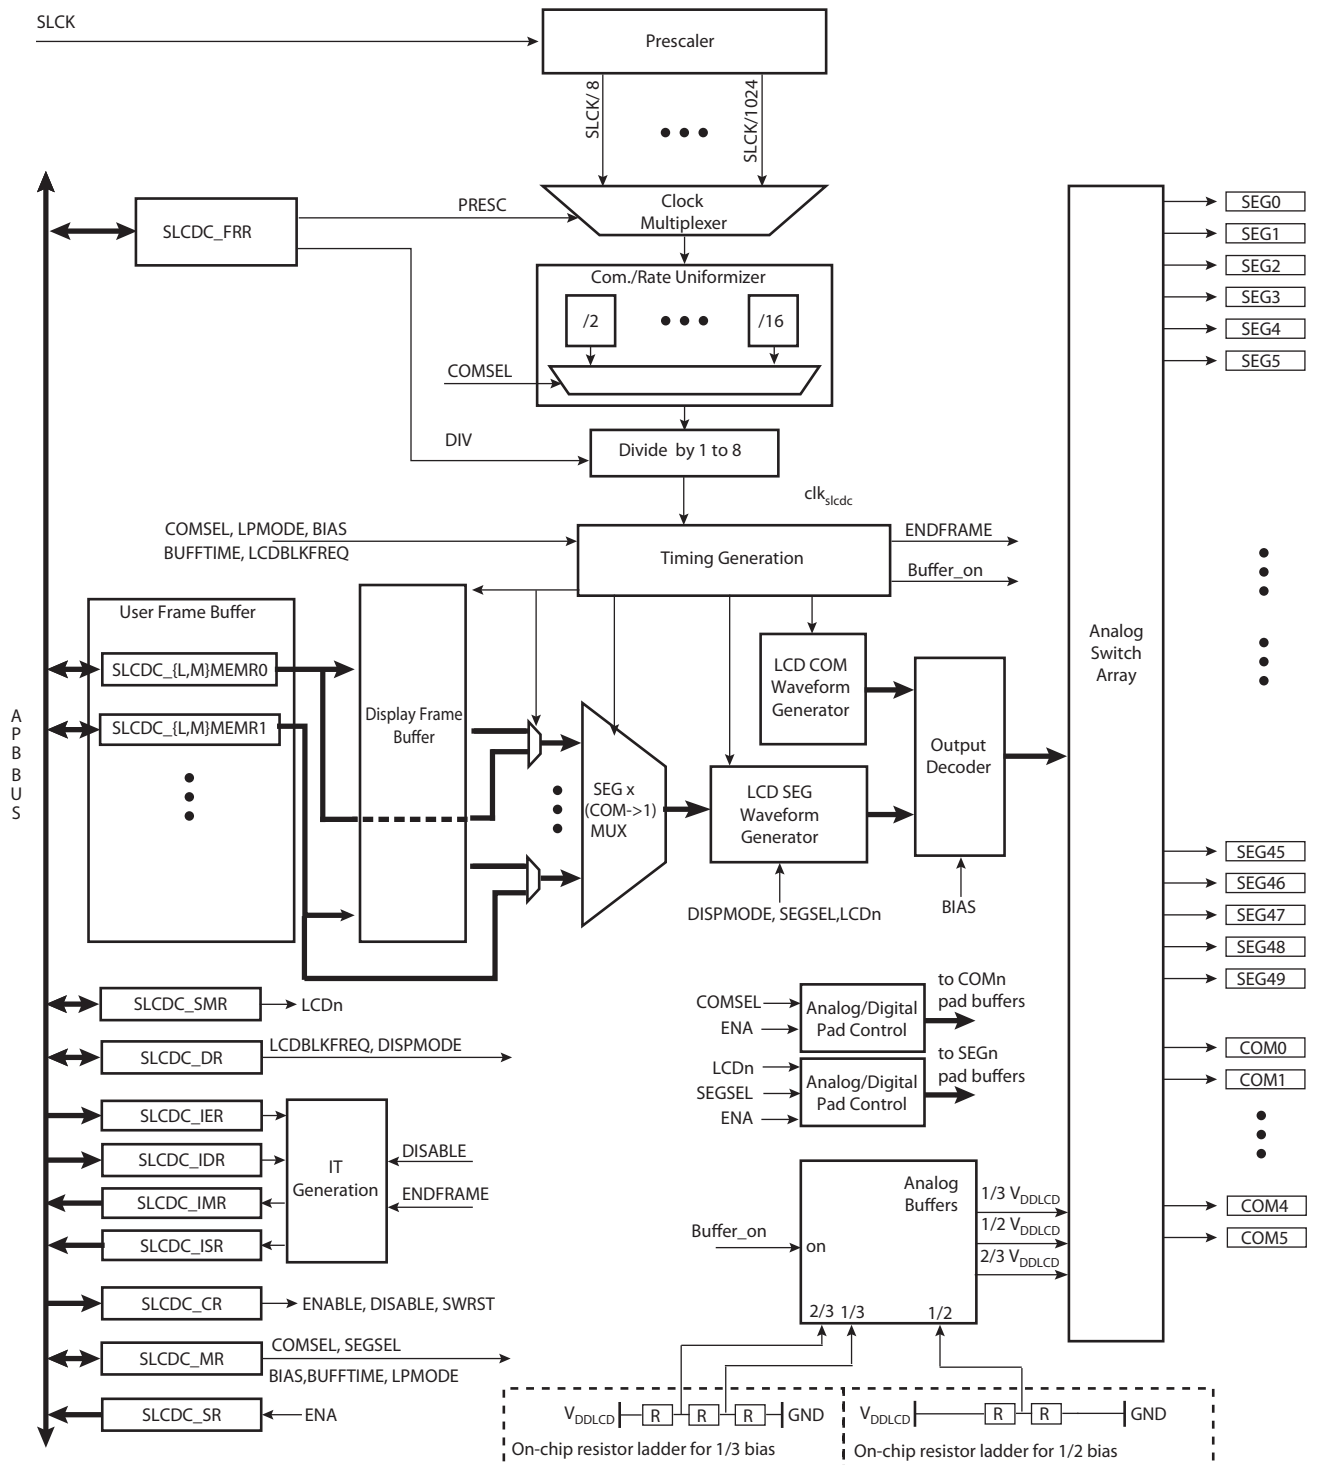 SLCK
Prescaler
SLCK/ 8
SLCK/1024
Clock
Multiplexer
PRESC
SLCDC_FRR
Com./Rate Uniformizer
/2
/16
COMSEL
DIV
Divide by 1 to 8
clkslcdc
COMSEL, LPMODE, BIAS
BUFFTIME, LCDBLKFREQ
Timing Generation
ENDFRAME
Buffer_on
User Frame Buffer
SLCDC_{L,M}MEMR0
SLCDC_{L,M}MEMR1
APB BUS
Display Frame
Buffer
SEG x
(COM->1)
MUX
LCD COM
Waveform
Generator
LCD SEG
Waveform
Generator
DISPMODE, SEGSEL,LCDn
Output
Decoder
BIAS
Analog
Switch
Array
SEG0
SEG1
SEG2
SEG3
SEG4
SEG5
SEG45
SEG46
SEG47
SEG48
SEG49
COM0
COM1
COM4
COM5
SLCDC_SMR
LCDn
SLCDC_DR
LCDBLKFREQ, DISPMODE
SLCDC_IER
SLCDC_IDR
SLCDC_IMR
SLCDC_ISR
IT
Generation
DISABLE
ENDFRAME
SLCDC_CR
ENABLE, DISABLE, SWRST
SLCDC_MR
COMSEL, SEGSEL
BIAS,BUFFTIME, LPMODE
SLCDC_SR
ENA
COMSEL
ENA
Analog/Digital
Pad Control
to COMn
pad buffers
LCDn
SEGSEL
ENA
Analog/Digital
Pad Control
to SEGn
pad buffers
Analog
Buffers
Buffer_on
on
2/3 1/3
1/2
1/3 VDDLCD
1/2 VDDLCD
2/3 VDDLCD
VDDLCD R R R GND
On-chip resistor ladder for 1/3 bias
VDDLCD R R GND
On-chip resistor ladder for 1/2 bias